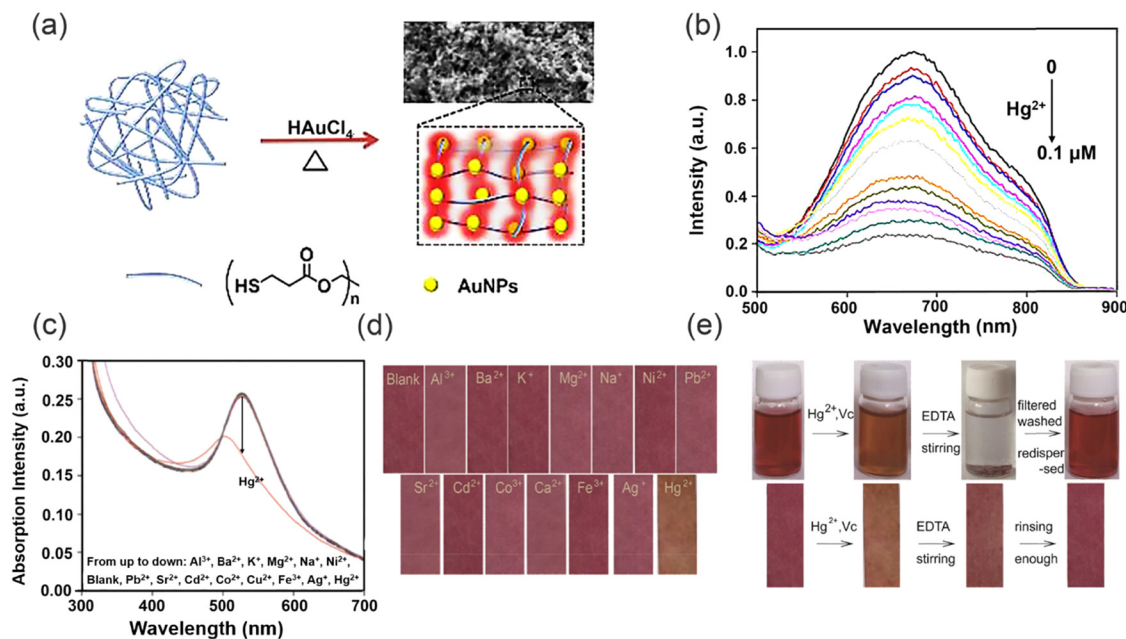 (a)
HAuCl4
△
HS
O
O
n
AuNPs
(b)
Intensity (a.u.)
1.0
0.8
0.6
0.4
0.2
0.0
0
Hg2+
0.1 μM
500 600 700 800 900
Wavelength (nm)
(c)
Absorption Intensity (a.u.)
0.30
0.25
0.20
0.15
0.10
0.05
0.00
Hg2+
From up to down: Al3+, Ba2+, K+, Mg2+, Na+, Ni2+,
Blank, Pb2+, Sr2+, Cd2+, Co2+, Cu2+, Fe3+, Ag+, Hg2+
300 400 500 600 700
Wavelength (nm)
(d)
Blank Al3+ Ba2+ K+ Mg2+ Na+ Ni2+ Pb2+
Sr2+ Cd2+ Co3+ Ca2+ Fe3+ Ag+ Hg2+
(e)
Hg2+,Vc EDTA filtered
stirring washed
redisper
-sed
Hg2+,Vc EDTA rinsing
stirring enough